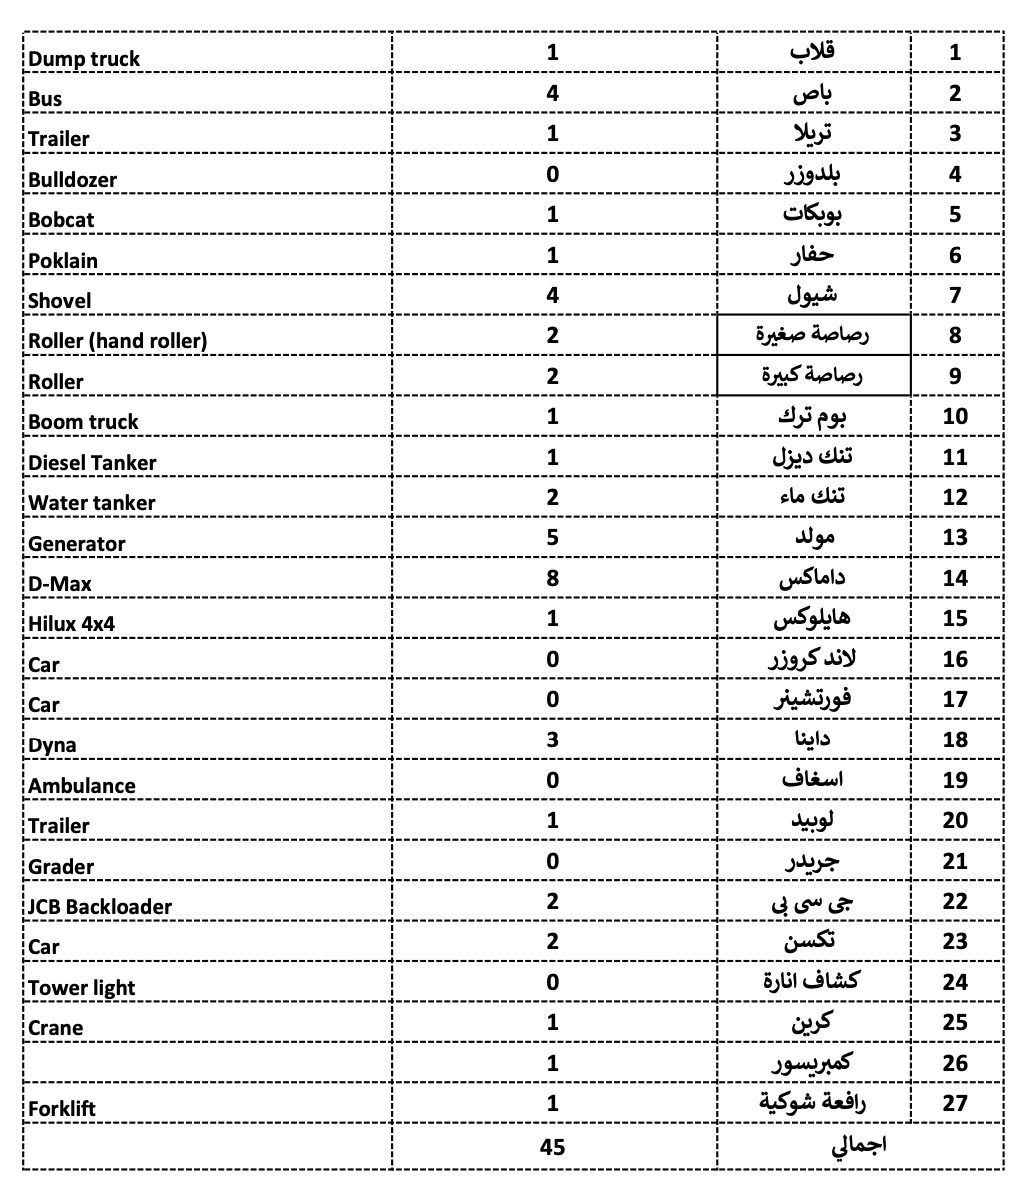 Dump truck 1 قلاب 1
Bus 4 باص 2
Trailer 1 تريلا 3
Bulldozer 0 بلدوزر 4
Bobcat 1 بوبكات 5
Poklain 1 حفار 6
Shovel 4 شيول 7
Roller (hand roller) 2 رصاصة صغيرة 8
Roller 2 رصاصة كبيرة 9
Boom truck 1 بوم ترك 10
Diesel Tanker 1 تنك ديزل 11
Water tanker 2 تنك ماء 12
Generator 5 مولد 13
D-Max 8 داماكس 14
Hilux 4x4 1 هايلوكس 15
Car 0 لاند كروزر 16
Car 0 فورتشينر 17
Dyna 3 داينا 18
Ambulance 0 اسغاف 19
Trailer 1 لوبيد 20
Grader 0 جريدر 21
JCB Backloader 2 جی سی بی 22
Car 2 تكسن 23
Tower light 0 كشاف انارة 24
Crane 1 كرين 25
1 كمبريسور 26
Forklift 1 رافعة شوكية 27
45 اجمالي